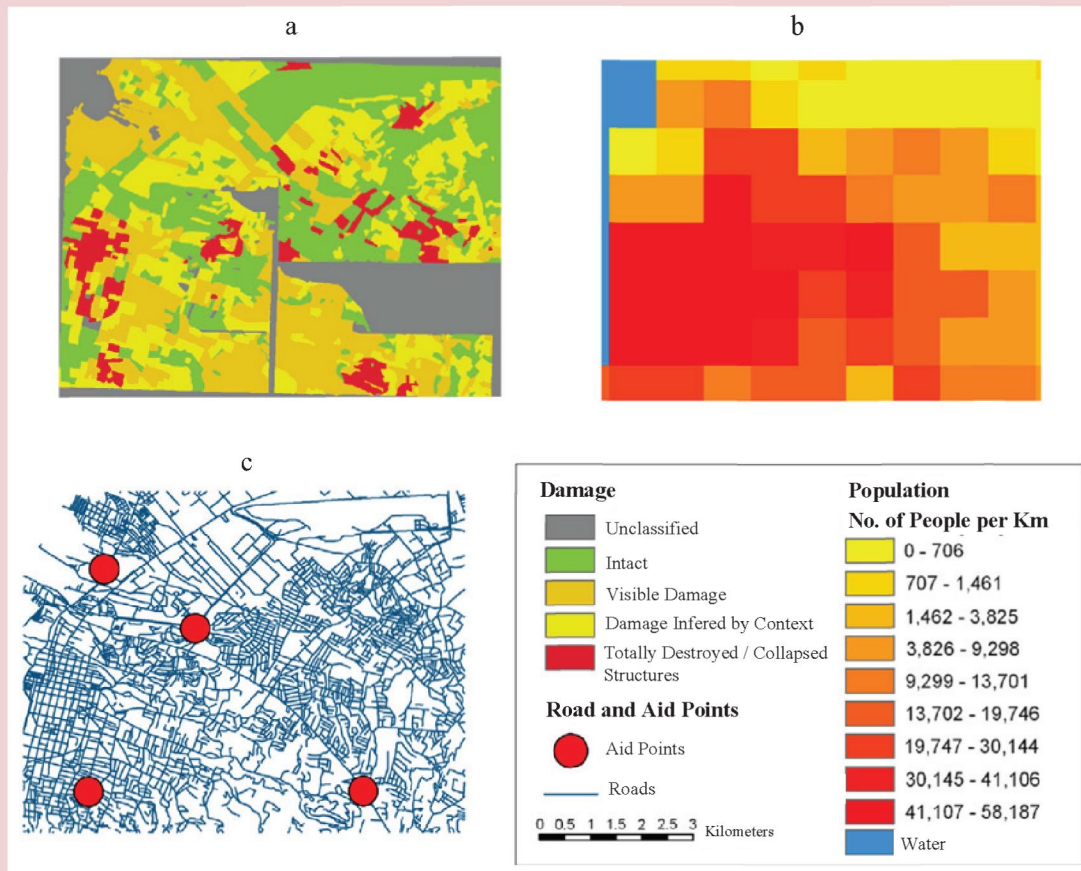 a
b
c
Damage
Unclassified
Intact
Visible Damage
Damage Infered by Context
Totally Destroyed / Collapsed
Structures
Road and Aid Points
Aid Points
Roads
0 0.5 1 1.5 2 2.5 3
Kilometers
Population
No. of People per Km
0 - 706
707 - 1,461
1,462 - 3,825
3,826 - 9,298
9,299 - 13,701
13,702 - 19,746
19,747 - 30,144
30,145 - 41,106
41,107 - 58,187
Water